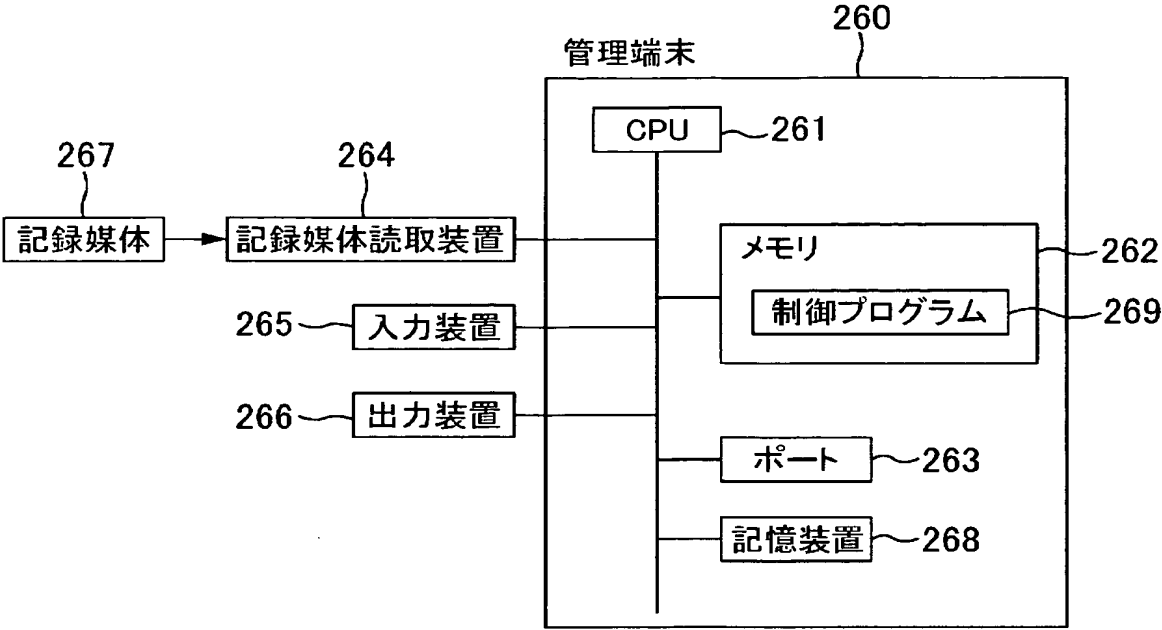 260
管理端末
CPU
261
267
264
記録媒体
記録媒体読取装置
メモリ
262
制御プログラム
269
265
入力装置
266
出力装置
ポート
263
記憶装置
268